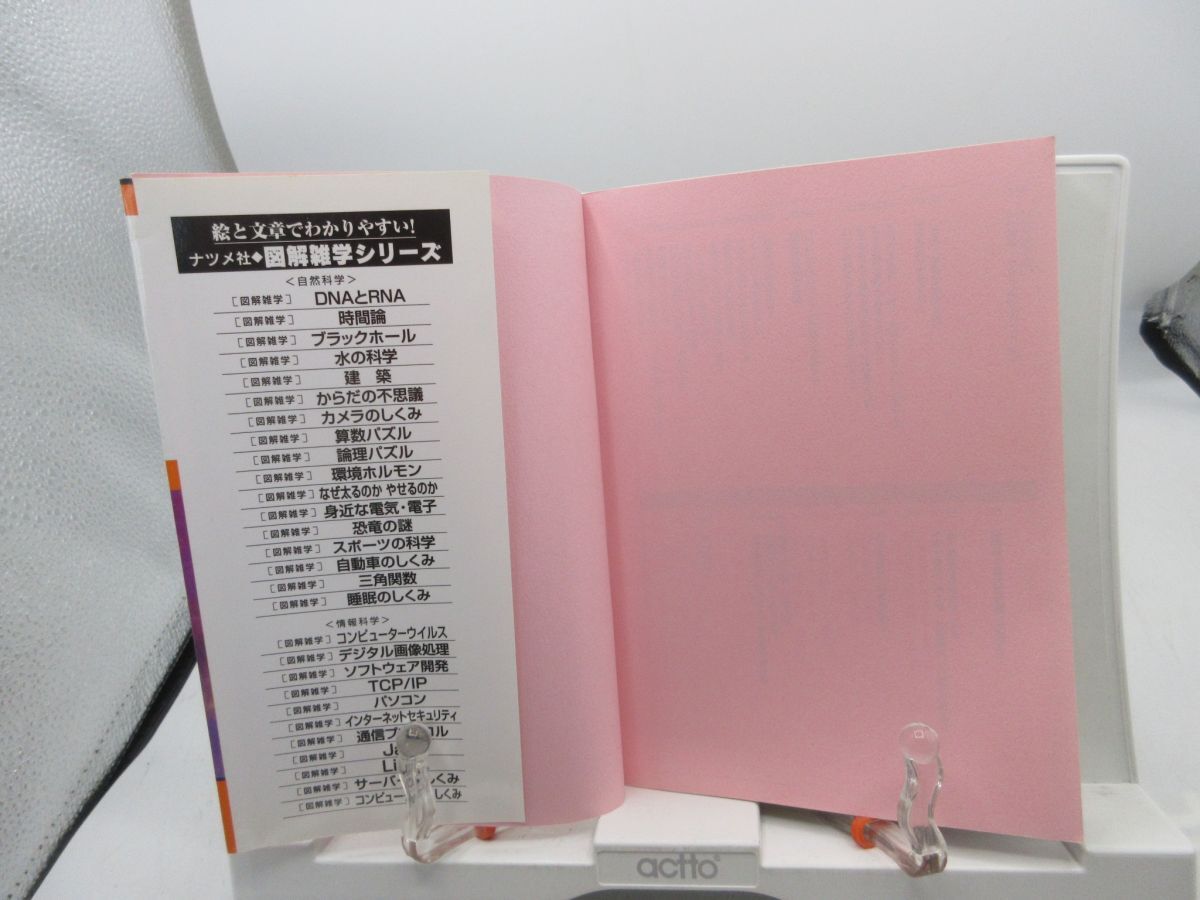 絵と文章でわかりやすい!
ナツメ社◆図解雑学シリーズ
<自然科学>
[図解雑学] DNAとRNA
[図解雑学] 時間論
[図解雑学] ブラックホール
[図解雑学] 水の科学
[図解雑学] 建 築
[図解雑学] からだの不思議
[図解雑学] カメラのしくみ
[図解雑学] 算数パズル
[図解雑学] 論理パズル
[図解雑学] 環境ホルモン
[図解雑学] なぜ太るのか やせるのか
[図解雑学] 身近な電気・電子
[図解雑学] 恐竜の謎
[図解雑学] スポーツの科学
[図解雑学] 自動車のしくみ
[図解雑学] 三角関数
[図解雑学] 睡眠のしくみ
<情報科学>
[図解雑学] コンピューターウイルス
[図解雑学] デジタル画像処理
[図解雑学] ソフトウェア開発
[図解雑学] TCP/IP
[図解雑学] パソコン
[図解雑学] インターネットセキュリティ
[図解雑学] 通信プ コル
[図解雑学] Ja
[図解雑学] Li
[図解雑学] サーバ しくみ
[図解雑学] コンピュー しくみ
actto